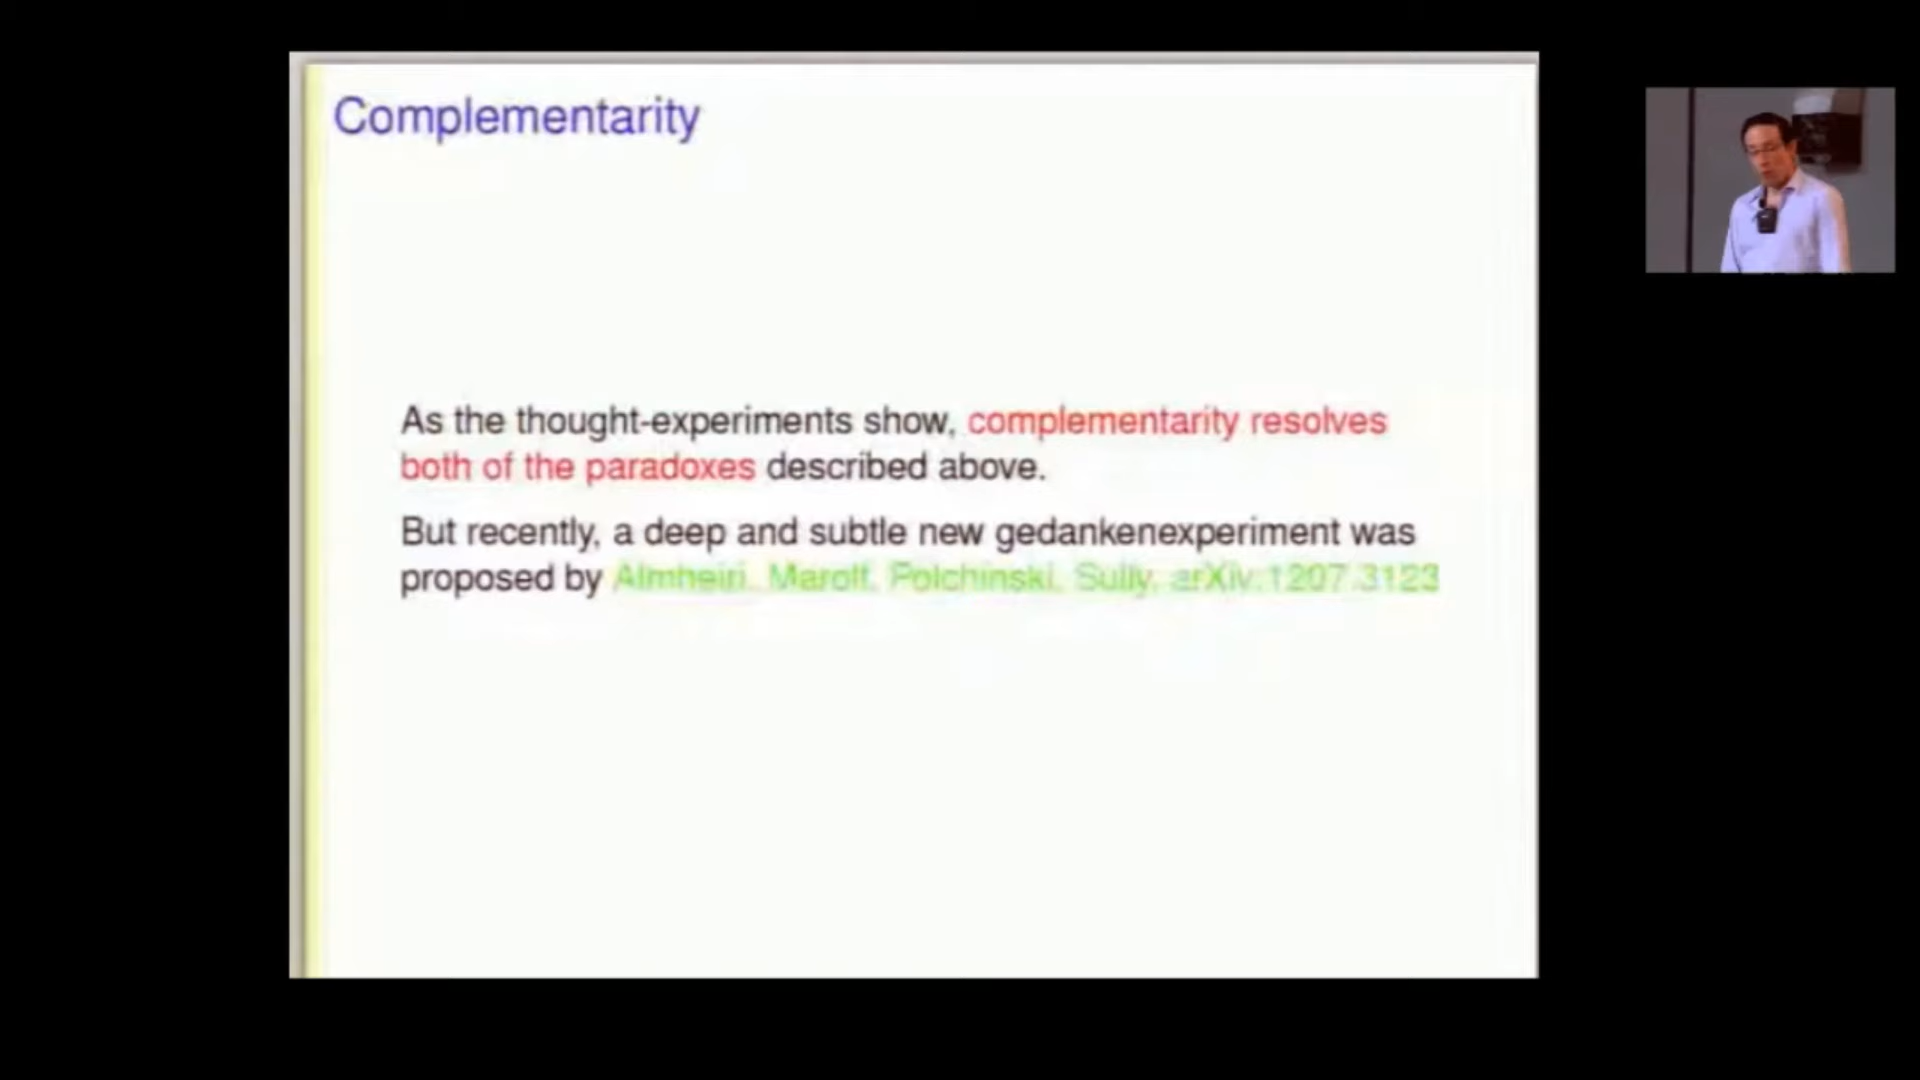 Complementarity
As the thought-experiments show, complementarity resolves
both of the paradoxes described above.
But recently, a deep and subtle new gedankenexperiment was
proposed by Almheiri, Marolf, Polchinski, Sully, arXiv:1207.3123